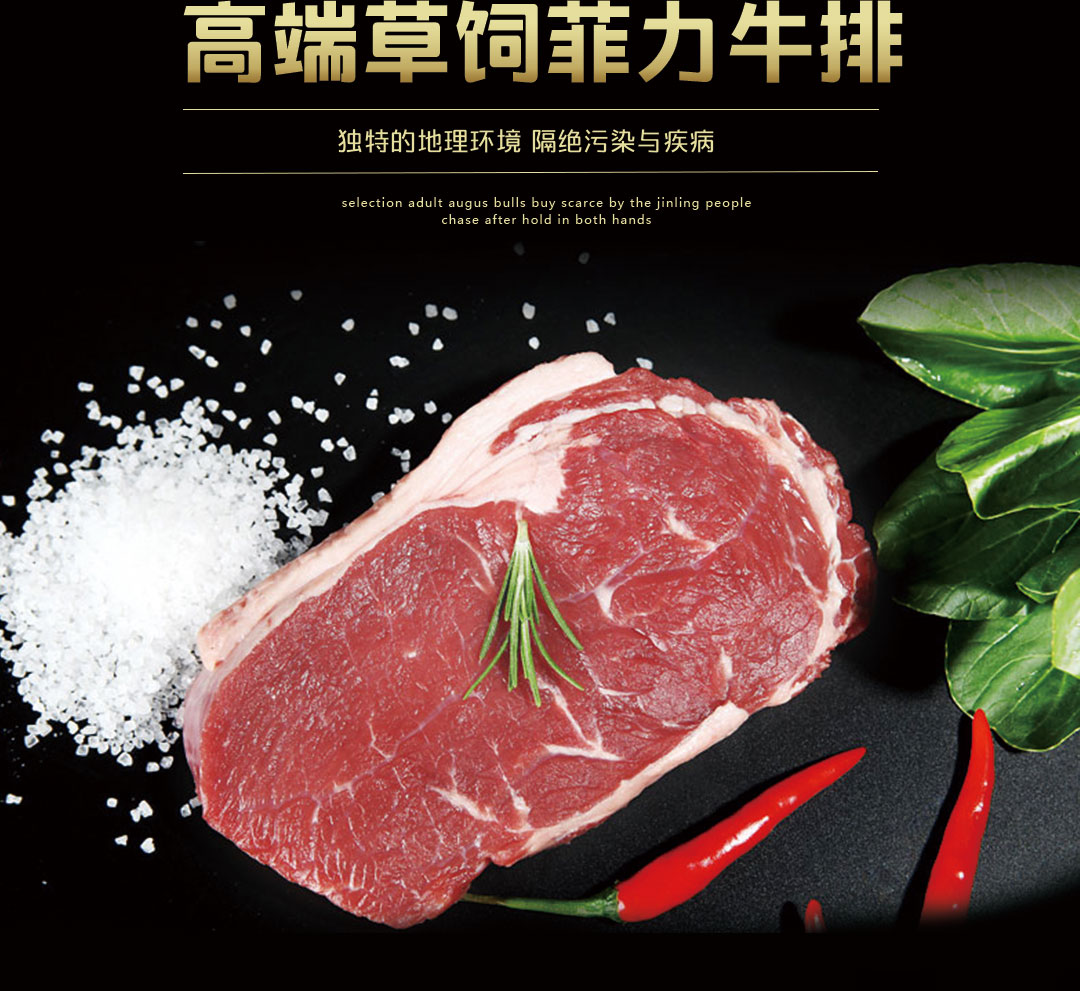 高端草饲菲力牛排
独特的地理环境 隔绝污染与疾病
selection adult augus bulls buy scarce by the jinling people
chase after hold in both hands